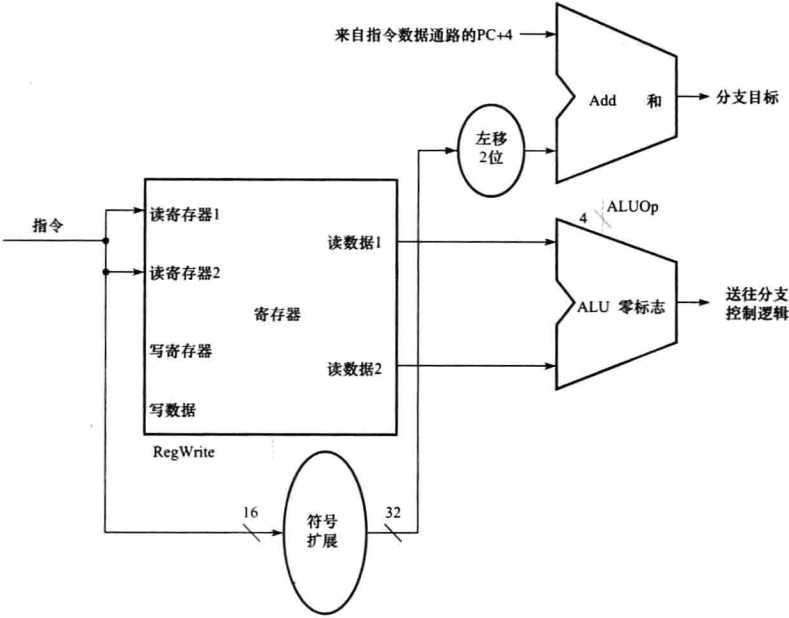 来自指令数据通路的PC+4
Add 和
分支目标
左移
2位
ALUOp
4
指令
读寄存器1
读数据1
读寄存器2
寄存器
ALU 零标志
送往分支
控制逻辑
写寄存器
读数据2
写数据
RegWrite
16
符号
扩展
32